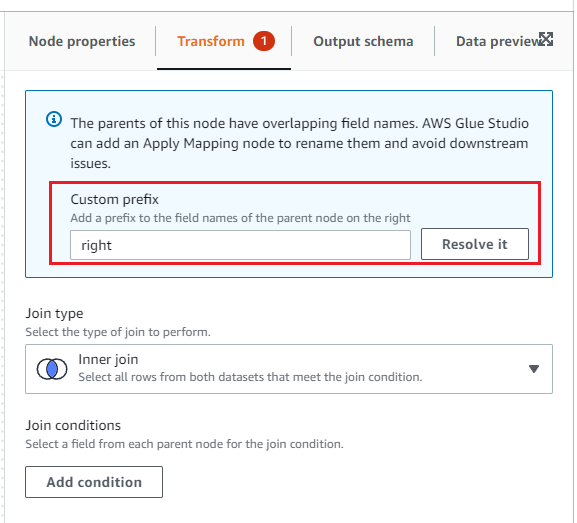 Node properties
Transform
1
Output schema
Data preview
The parents of this node have overlapping field names. AWS Glue Studio
can add an Apply Mapping node to rename them and avoid downstream
issues.
Custom prefix
Add a prefix to the field names of the parent node on the right
right
Resolve it
Join type
Select the type of join to perform.
Inner join
Select all rows from both datasets that meet the join condition.
Join conditions
Select a field from each parent node for the join condition.
Add condition